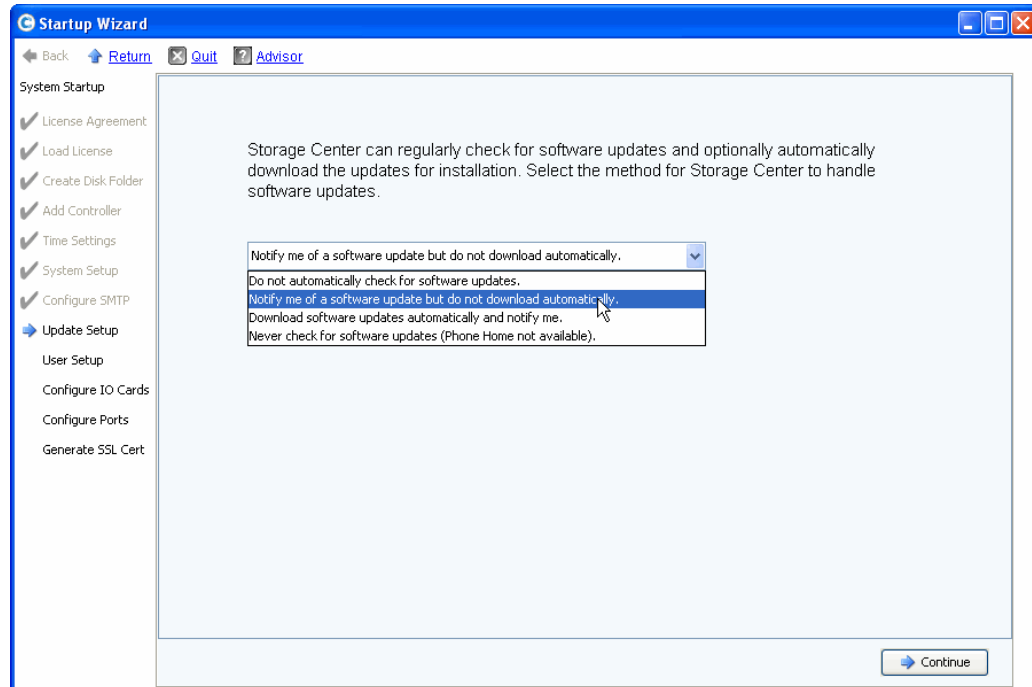 Startup Wizard
Back Return Quit Advisor
System Startup
License Agreement
Load License
Create Disk Folder
Add Controller
Time Settings
System Setup
Configure SMTP
Update Setup
User Setup
Configure IO Cards
Configure Ports
Generate SSL Cert
Storage Center can regularly check for software updates and optionally automatically
download the updates for installation. Select the method for Storage Center to handle
software updates.
Notify me of a software update but do not download automatically.
Do not automatically check for software updates.
Notify me of a software update but do not download automatically.
Download software updates automatically and notify me.
Never check for software updates (Phone Home not available).
Continue